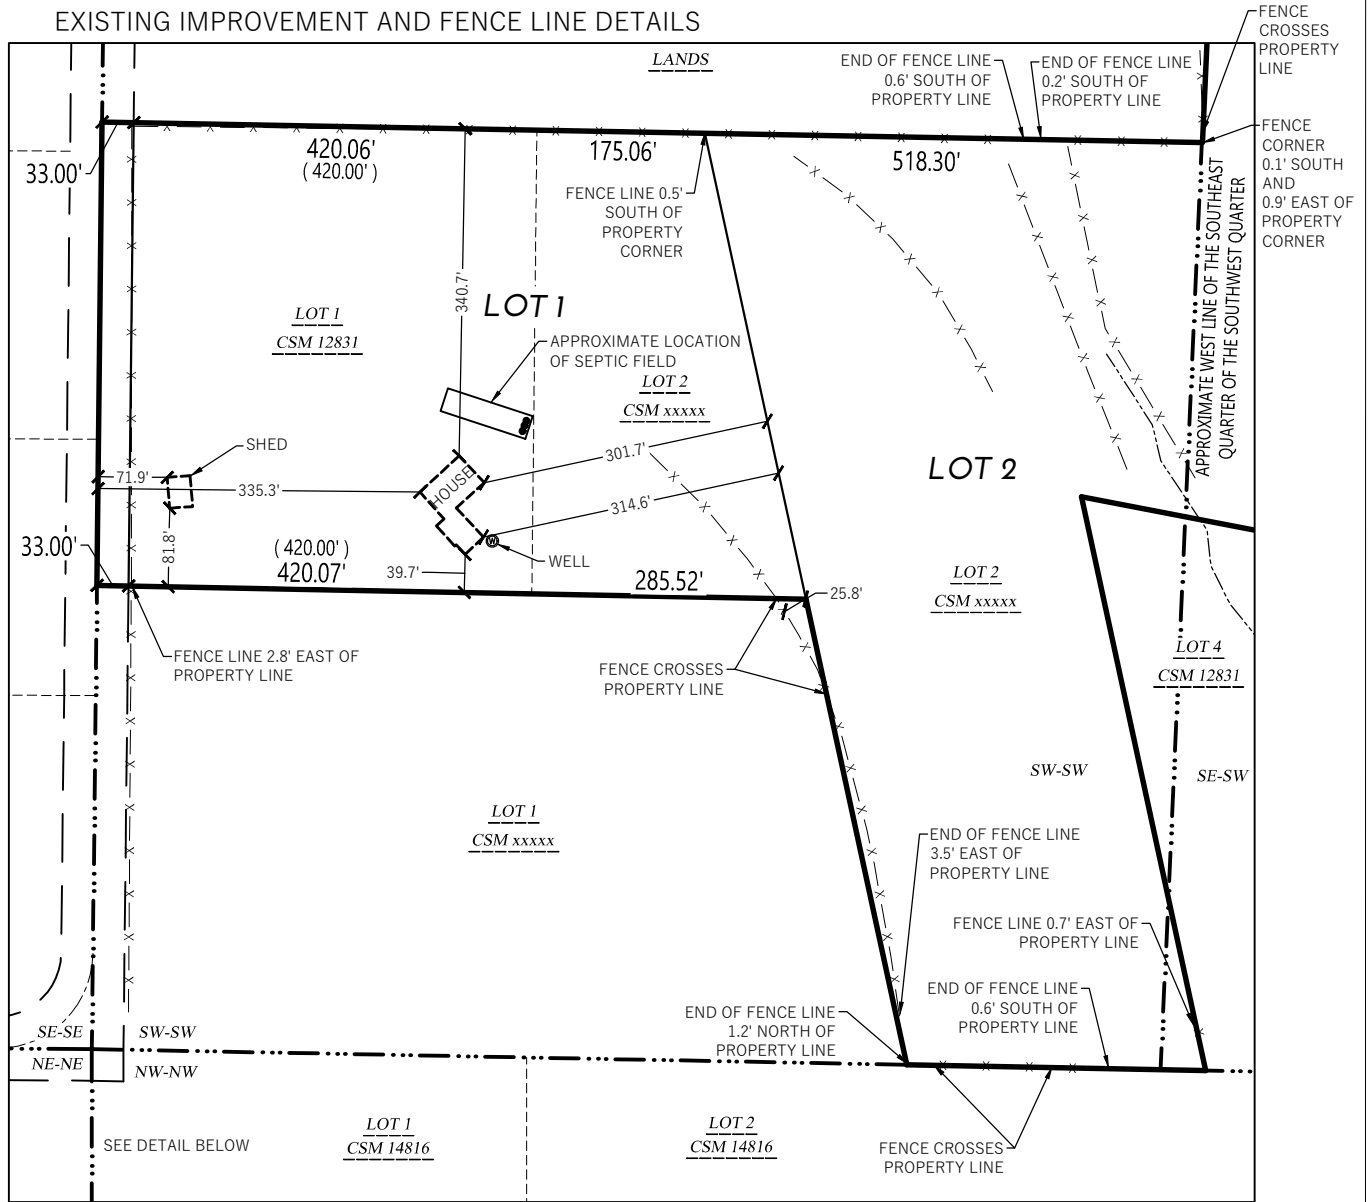 EXISTING IMPROVEMENT AND FENCE LINE DETAILS
FENCE
CROSSES
PROPERTY
LINE
LANDS
END OF FENCE LINE
0.6' SOUTH OF
PROPERTY LINE
END OF FENCE LINE
0.2' SOUTH OF
PROPERTY LINE
FENCE
CORNER
0.1' SOUTH
AND
0.9' EAST OF
PROPERTY
CORNER
33.00'
420.06'
( 420.00' )
175.06'
518.30'
FENCE LINE 0.5'
SOUTH OF
PROPERTY
CORNER
APPROXIMATE WEST LINE OF THE SOUTHEAST
QUARTER OF THE SOUTHWEST QUARTER
340.7'
LOT 1
LOT 1
CSM 12831
APPROXIMATE LOCATION
OF SEPTIC FIELD
LOT 2
CSM xxxxx
SHED
71.9'
335.3'
HOUSE
301.7'
314.6'
LOT 2
33.00'
81.8'
( 420.00' )
420.07'
39.7'
W
WELL
285.52'
25.8'
LOT 2
CSM xxxxx
FENCE LINE 2.8' EAST OF
PROPERTY LINE
FENCE CROSSES
PROPERTY LINE
LOT 4
CSM 12831
SW-SW
SE-SW
LOT 1
CSM xxxxx
END OF FENCE LINE
3.5' EAST OF
PROPERTY LINE
FENCE LINE 0.7' EAST OF
PROPERTY LINE
END OF FENCE LINE
0.6' SOUTH OF
PROPERTY LINE
END OF FENCE LINE
1.2' NORTH OF
PROPERTY LINE
SE-SE
SW-SW
NE-NE
NW-NW
SEE DETAIL BELOW
LOT 1
CSM 14816
LOT 2
CSM 14816
FENCE CROSSES
PROPERTY LINE